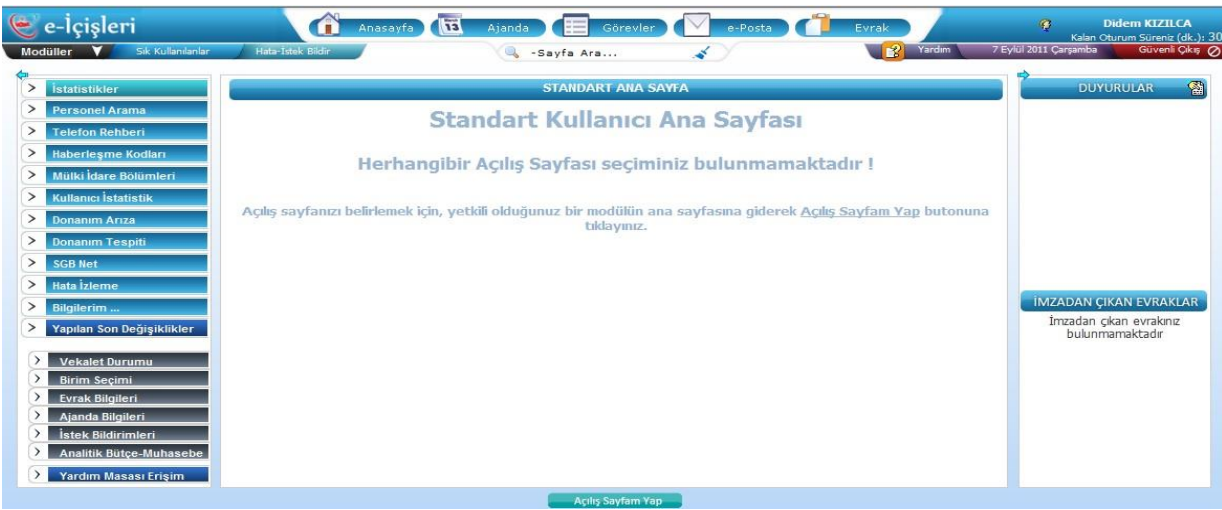 e-İçişleri
Anasayfa
Ajanda
Görevler
e-Posta
Evrak
Didem KIZILCA
Kalan Oturum Süreniz (dk.): 30
Modüller
Sık Kullanılanlar
Hata-İstek Bildir
-Sayfa Ara...
Yardım
7 Eylül 2011 Çarşamba
Güvenli Çıkış
İstatistikler
Personel Arama
Telefon Rehberi
Haberleşme Kodları
Mülki İdare Bölümleri
Kullanıcı İstatistik
Donanım Arıza
Donanım Tespiti
SGB Net
Hata İzleme
Bilgilerim ...
Yapılan Son Değişiklikler
Vekalet Durumu
Birim Seçimi
Evrak Bilgileri
Ajanda Bilgileri
İstek Bildirimleri
Analitik Bütçe-Muhasebe
Yardım Masası Erişim
STANDART ANA SAYFA
Standart Kullanıcı Ana Sayfası
Herhangibir Açılış Sayfası seçiminiz bulunmamaktadır !
Açılış sayfanızı belirlemek için, yetkili olduğunuz bir modülün ana sayfasına giderek Açılış Sayfam Yap butonuna
tıklayınız.
DUYURULAR
İMZADAN ÇIKAN EVRAKLAR
İmzadan çıkan evrakınız
bulunmamaktadır
Açılış Sayfam Yap